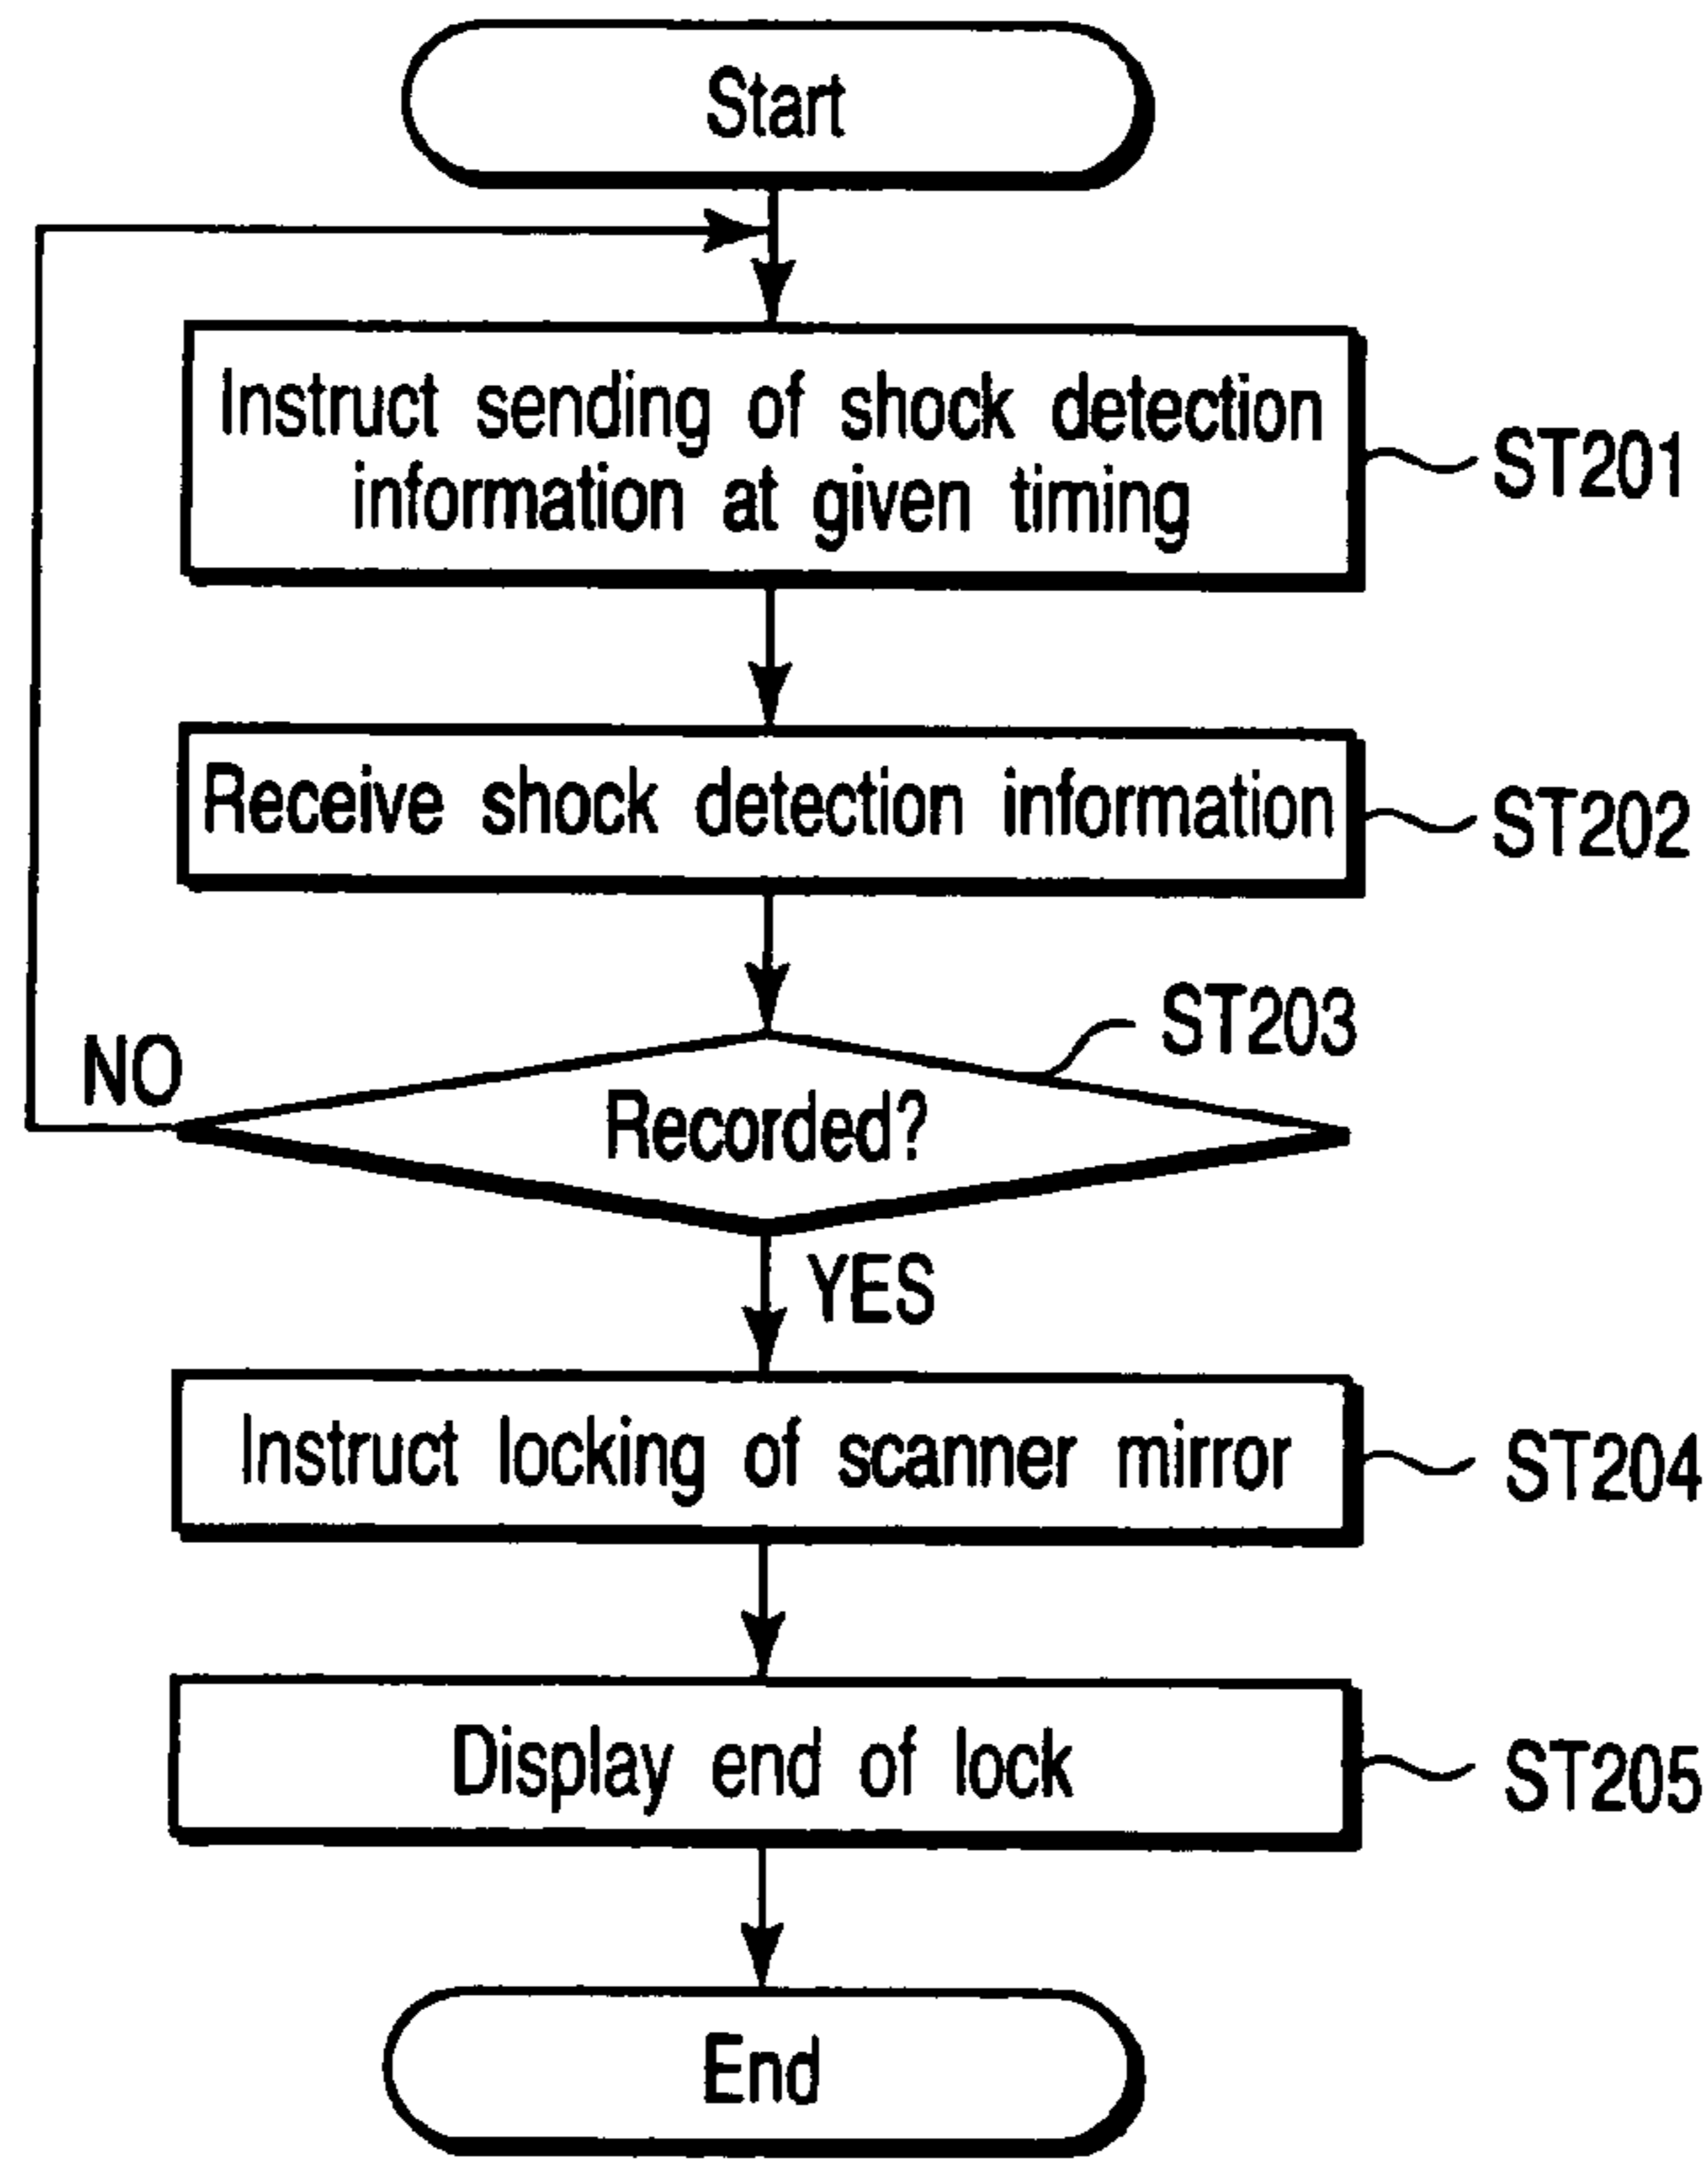 Start
Instruct sending of shock detection
information at given timing
ST201
Receive shock detection information
ST202
ST203
NO
Recorded?
YES
Instruct locking of scanner mirror
ST204
Display end of lock
ST205
End